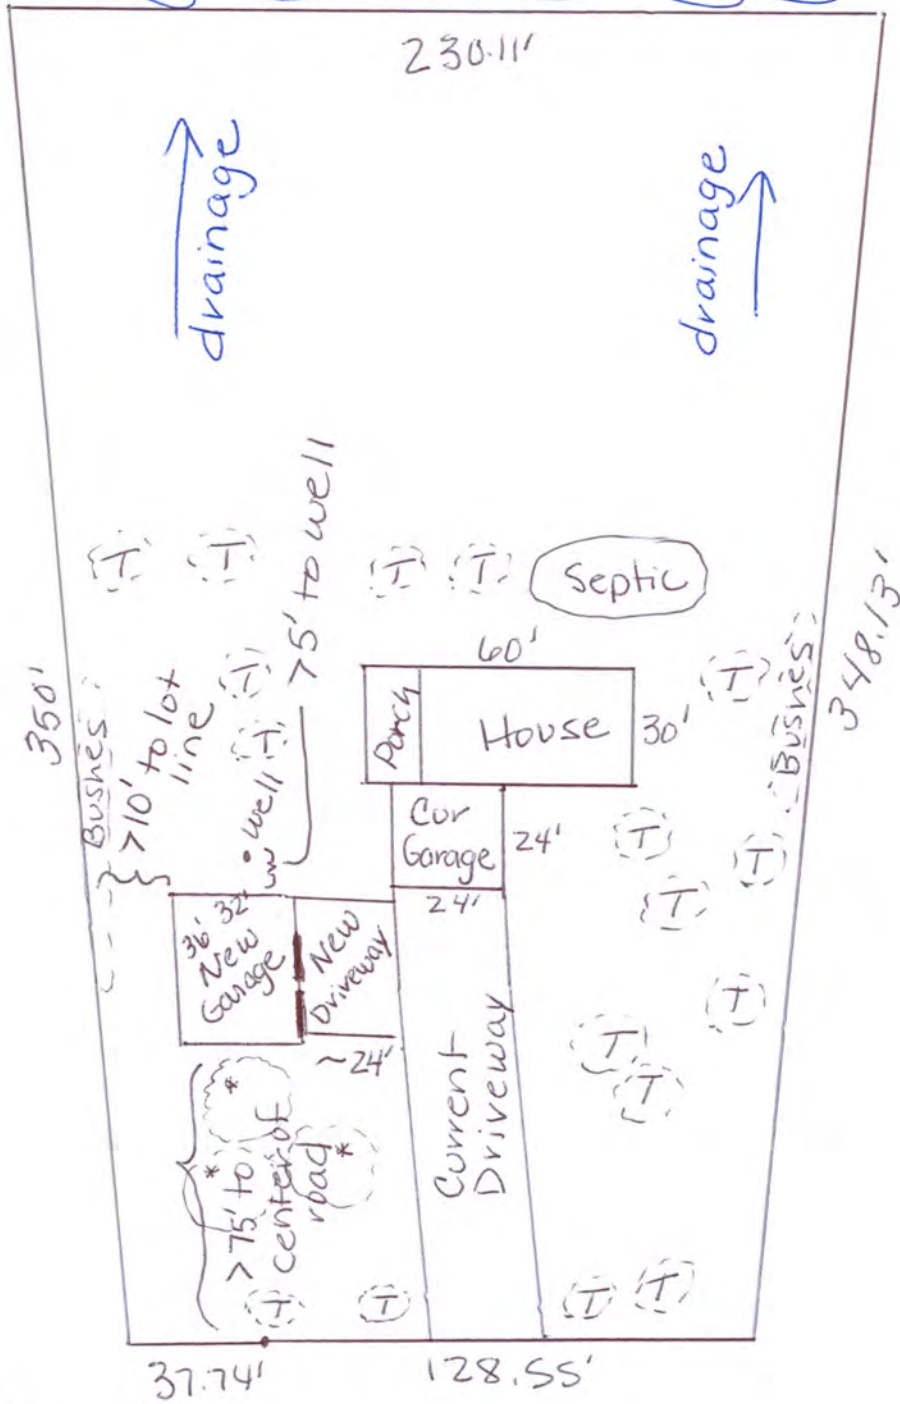 230.11'
drainage
drainage
>5' to well
T
T
T
T
Septic
350'
348.13'
Bushes
>10' to lot
line
T
T
well
60'
Porch
House
30'
T
Bushes
Cur
Garage
24'
24'
T
T
T
36' 32'
New
Garage
New
Driveway
~24'
T
T
T
*
*
*
>75' to
center of
road
Current
Driveway
T
T
T
T
37.74'
128.55'